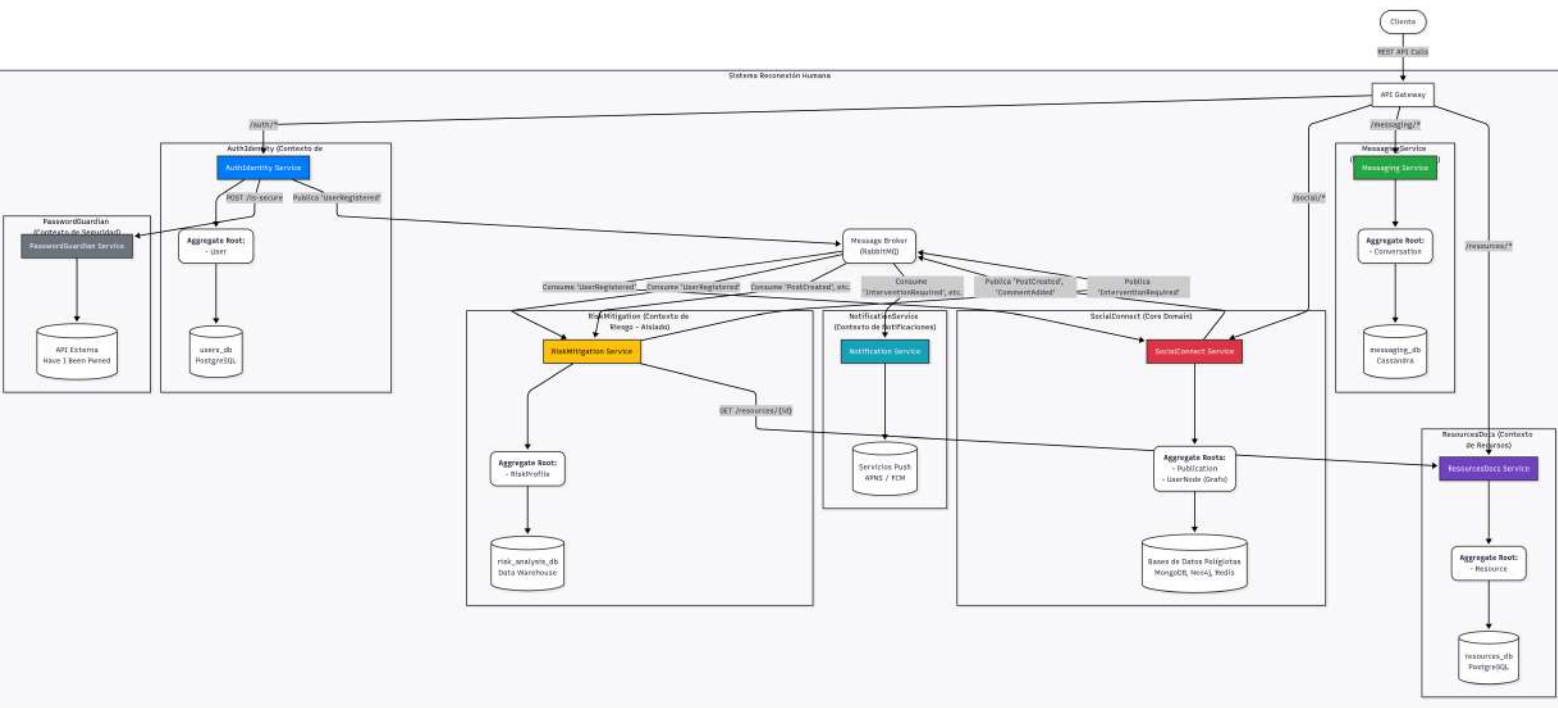 Cliente
REST API Calls
Sistema Reconexión Humana
API Gateway
/auth/*
/messaging/*
/social/*
/resources/*
AuthIdentity (Contexto de
AuthIdentity Service
POST /is-secure
Publica 'UserRegistered'
PasswordGuardian
(Contexto de Seguridad)
PasswordGuardian Service
Aggregate Root:
- User
API Externa
Have I Been Pwned
users_db
PostgreSQL
Message Broker
(RabbitMQ)
Consume 'UserRegistered'
Consume 'UserRegistered'
Consume 'PostCreated', etc.
Consume
'InterventionRequired', etc.
Publica 'PostCreated',
'CommentAdded'
Publica
'InterventionRequired'
RiskMitigation (Contexto de
Riesgo - Aislado)
RiskMitigation Service
GET /resources/{id}
Aggregate Root:
- RiskProfile
risk_analysis_db
Data Warehouse
NotificationService
(Contexto de Notificaciones)
Notification Service
Servicios Push
APNS / FCM
SocialConnect (Core Domain)
SocialConnect Service
Aggregate Roots:
- Publication
- UserNode (Grafo)
Bases de Datos Políglotas
MongoDB, Neo4j, Redis
MessagingService
Messaging Service
Aggregate Root:
- Conversation
messaging_db
Cassandra
ResourcesDocs (Contexto
de Recursos)
ResourcesDocs Service
Aggregate Root:
- Resource
resources_db
PostgreSQL